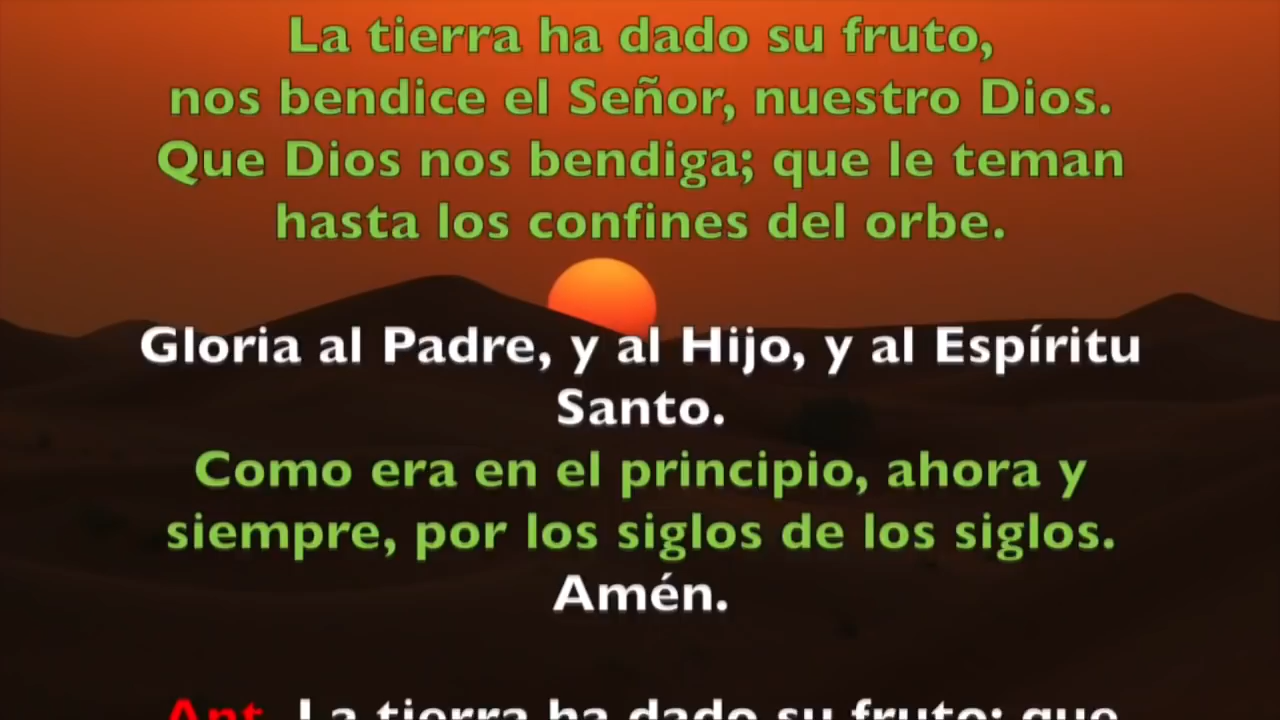 La tierra ha dado su fruto,
nos bendice el Señor, nuestro Dios.
Que Dios nos bendiga; que le teman
hasta los confines del orbe.
Gloria al Padre, y al Hijo, y al Espíritu
Santo.
Como era en el principio, ahora y
siempre, por los siglos de los siglos.
Amén.
Ant. La tierra ha dado su fruto; que